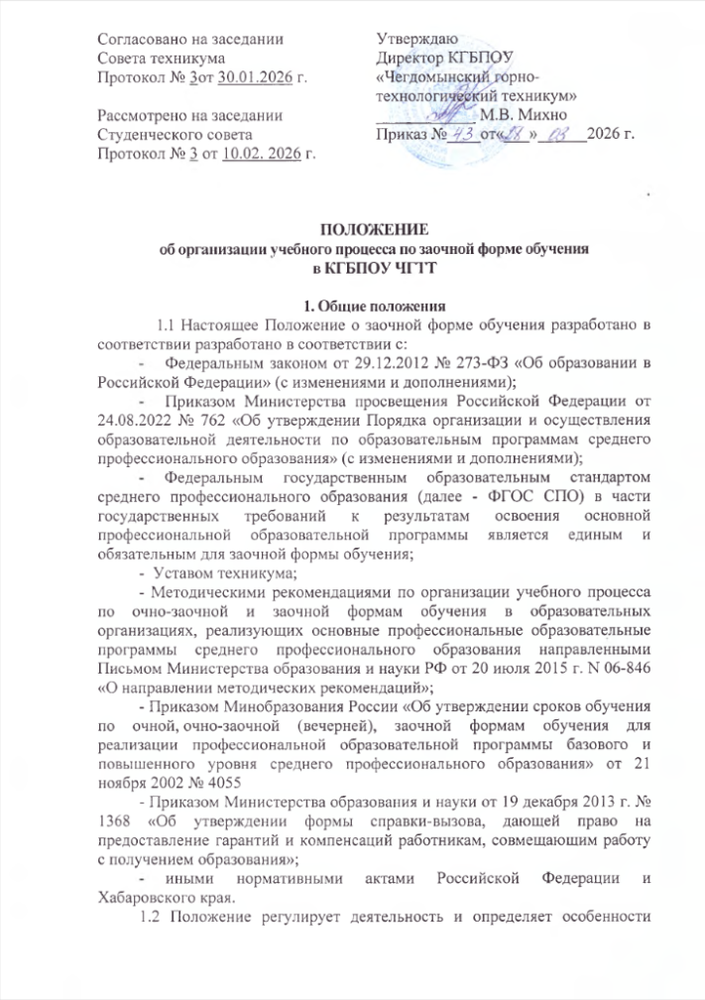 Согласовано на заседании
Совета техникума
Протокол № 3от 30.01.2026 г.
Рассмотрено на заседании
Студенческого совета
Протокол № 3 от 10.02. 2026 г.
Утверждаю
Директор КГБПОУ
«Чегдомынский горно-
технологический техникум»
М.В. Михно
Приказ № 43 от«28» 03 2026 г.
ПОЛОЖЕНИЕ
об организации учебного процесса по заочной форме обучения
в КГБПОУ ЧГТТ
1. Общие положения
1.1 Настоящее Положение о заочной форме обучения разработано в
соответствии разработано в соответствии с:
- Федеральным законом от 29.12.2012 № 273-ФЗ «Об образовании в
Российской Федерации» (с изменениями и дополнениями);
- Приказом Министерства просвещения Российской Федерации от
24.08.2022 № 762 «Об утверждении Порядка организации и осуществления
образовательной деятельности по образовательным программам среднего
профессионального образования» (с изменениями и дополнениями);
- Федеральным государственным образовательным стандартом
среднего профессионального образования (далее - ФГОС СПО) в части
государственных требований к результатам освоения основной
профессиональной образовательной программы является единым и
обязательным для заочной формы обучения;
- Уставом техникума;
- Методическими рекомендациями по организации учебного процесса
по очно-заочной и заочной формам обучения в образовательных
организациях, реализующих основные профессиональные образовательные
программы среднего профессионального образования направленными
Письмом Министерства образования и науки РФ от 20 июля 2015 г. N 06-846
«О направлении методических рекомендаций»;
- Приказом Минобразования России «Об утверждении сроков обучения
по очной, очно-заочной (вечерней), заочной формам обучения для
реализации профессиональной образовательной программы базового и
повышенного уровня среднего профессионального образования» от 21
ноября 2002 № 4055
- Приказом Министерства образования и науки от 19 декабря 2013 г. №
1368 «Об утверждении формы справки-вызова, дающей право на
предоставление гарантий и компенсаций работникам, совмещающим работу
с получением образования»;
- иными нормативными актами Российской Федерации и
Хабаровского края.
1.2 Положение регулирует деятельность и определяет особенности